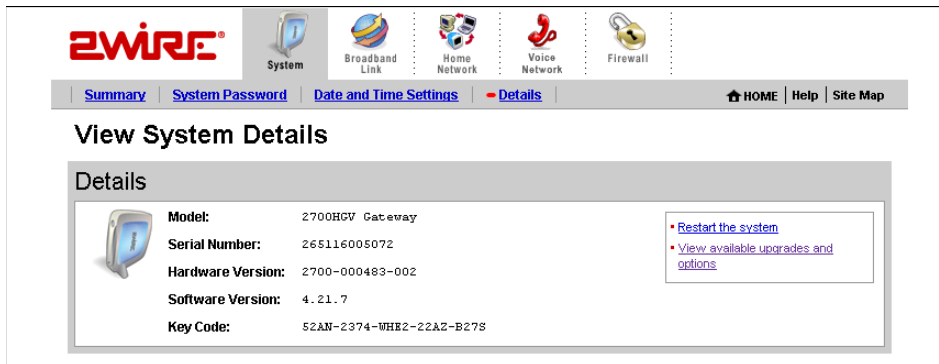 2WIRE®
System
Broadband Link
Home Network
Voice Network
Firewall
Summary | System Password | Date and Time Settings | Details
HOME | Help | Site Map
View System Details
Details
Model: 2700HGV Gateway
Serial Number: 265116005072
Hardware Version: 2700-000483-002
Software Version: 4.21.7
Key Code: 52AN-2374-WHE2-22AZ-B27S
Restart the system
View available upgrades and
options